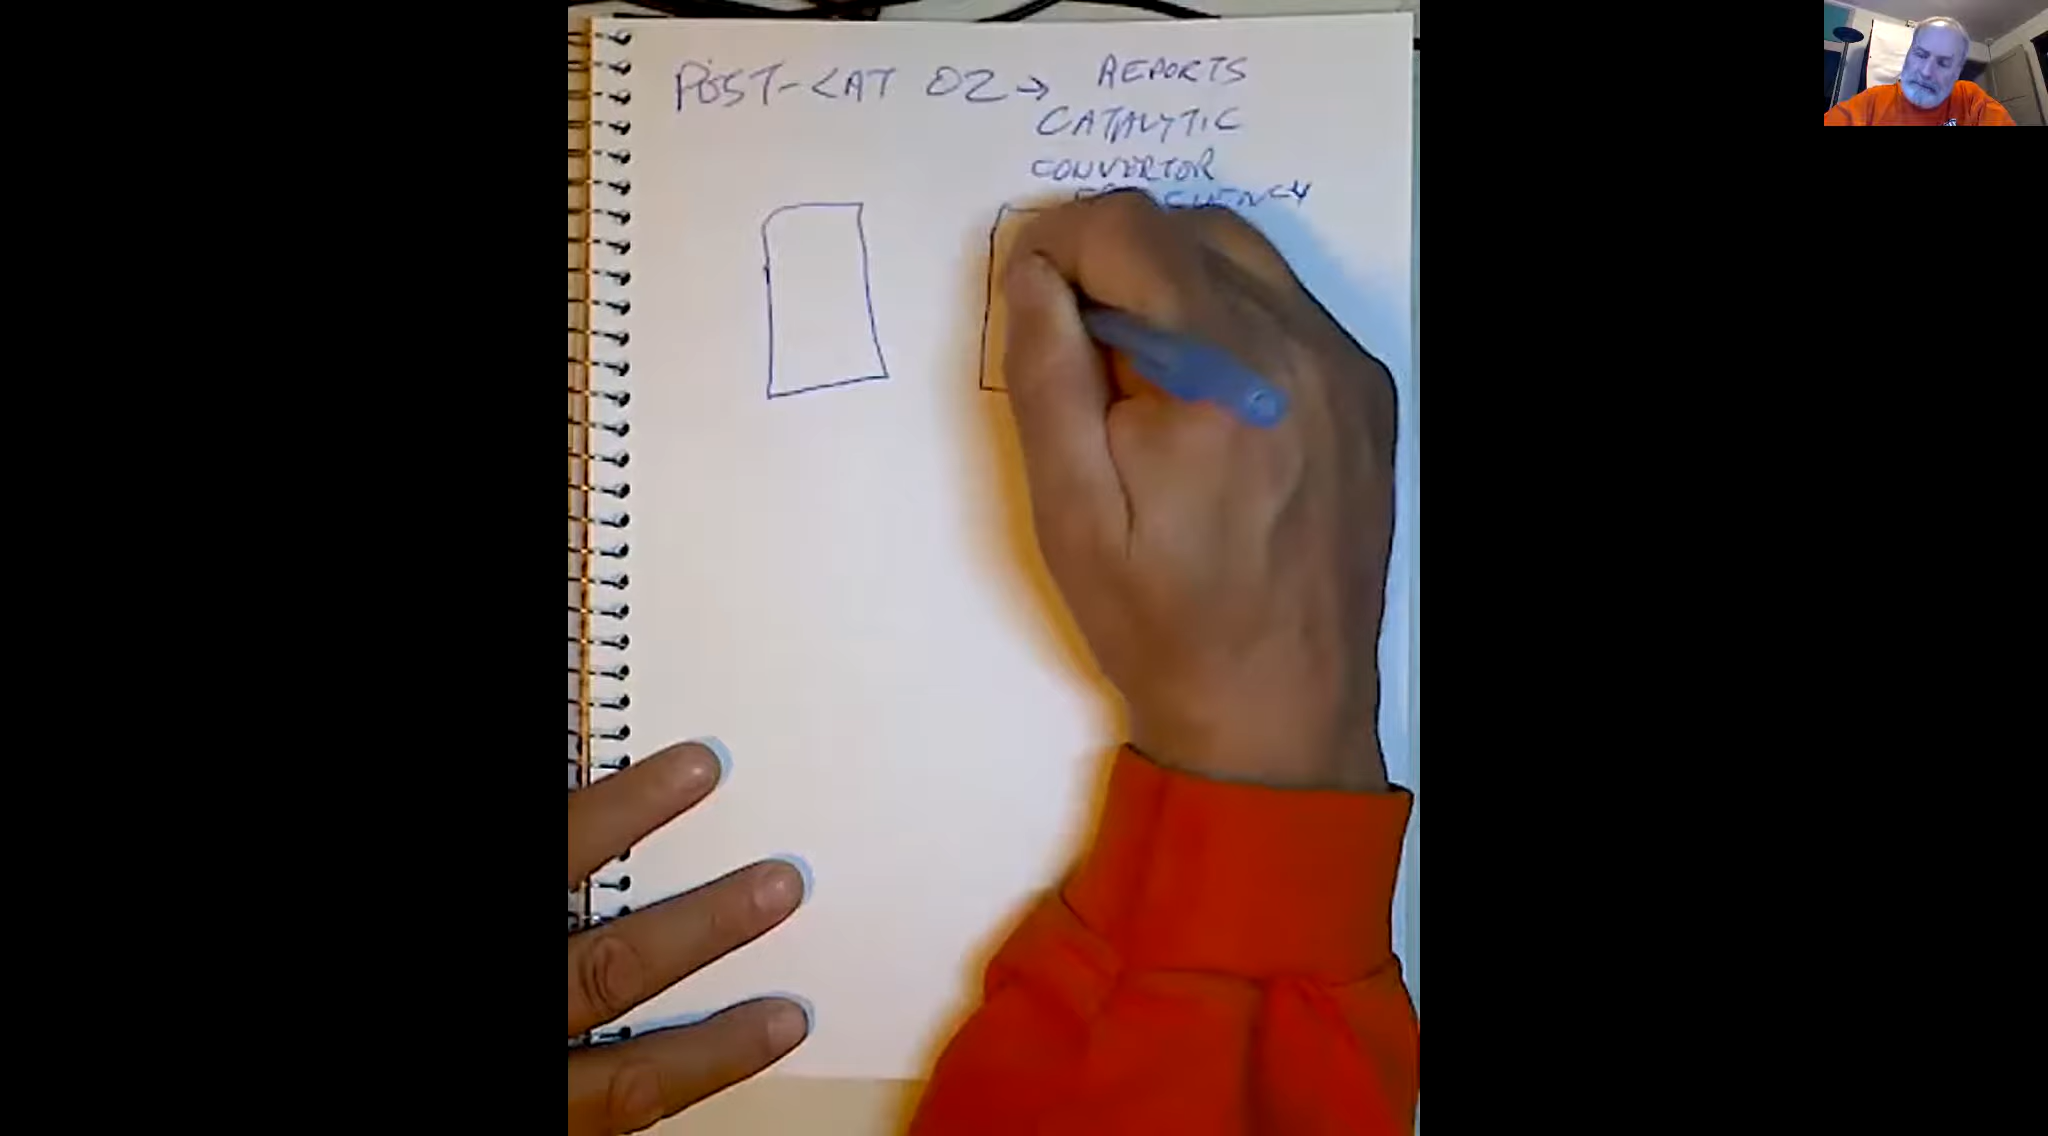 POST-CAT O2 → REPORTS
CATALYTIC
CONVERTOR